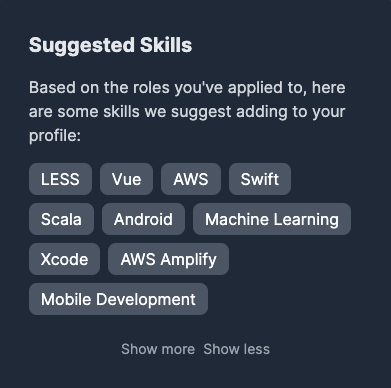 Suggested Skills
Based on the roles you've applied to, here
are some skills we suggest adding to your
profile:
LESS Vue AWS Swift
Scala Android Machine Learning
Xcode AWS Amplify
Mobile Development
Show more Show less